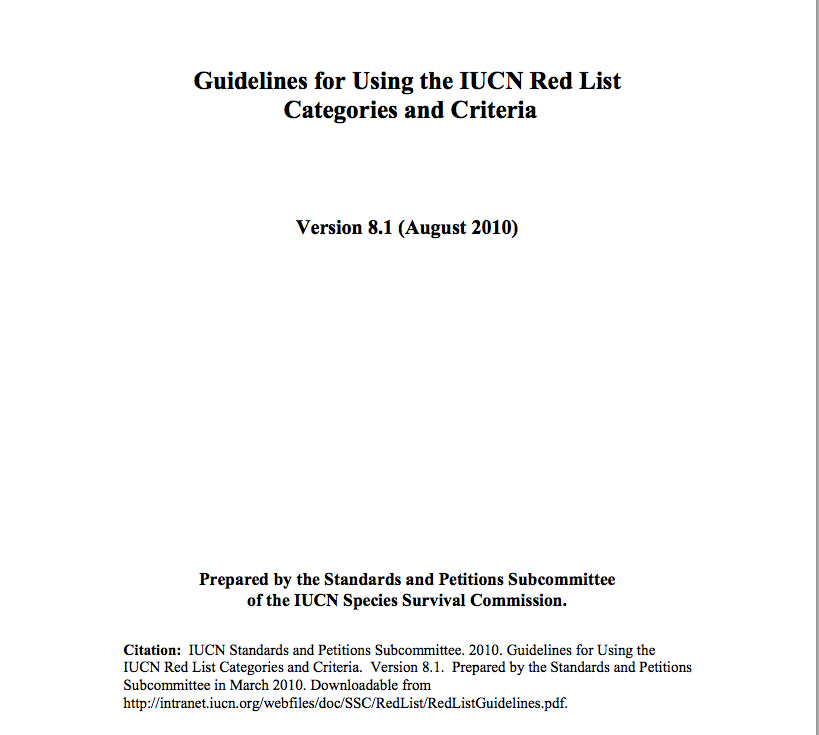 Guidelines for Using the IUCN Red List
Categories and Criteria
Version 8.1 (August 2010)
Prepared by the Standards and Petitions Subcommittee
of the IUCN Species Survival Commission.
Citation: IUCN Standards and Petitions Subcommittee. 2010. Guidelines for Using the
IUCN Red List Categories and Criteria. Version 8.1. Prepared by the Standards and Petitions
Subcommittee in March 2010. Downloadable from
http://intranet.iucn.org/webfiles/doc/SSC/RedList/RedListGuidelines.pdf.